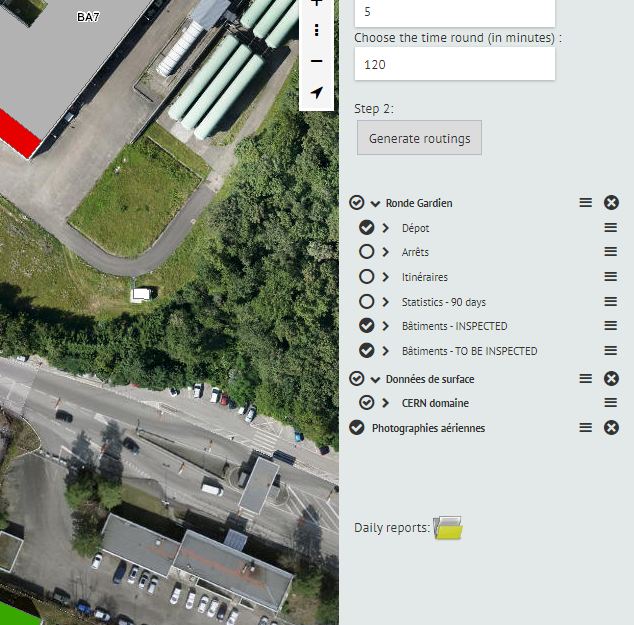 BA7
5
Choose the time round (in minutes) :
120
Step 2:
Generate routings
Ronde Gardien
Dépot
Arrêts
Itinéraires
Statistics - 90 days
Bâtiments - INSPECTED
Bâtiments - TO BE INSPECTED
Données de surface
CERN domaine
Photographies aériennes
Daily reports: